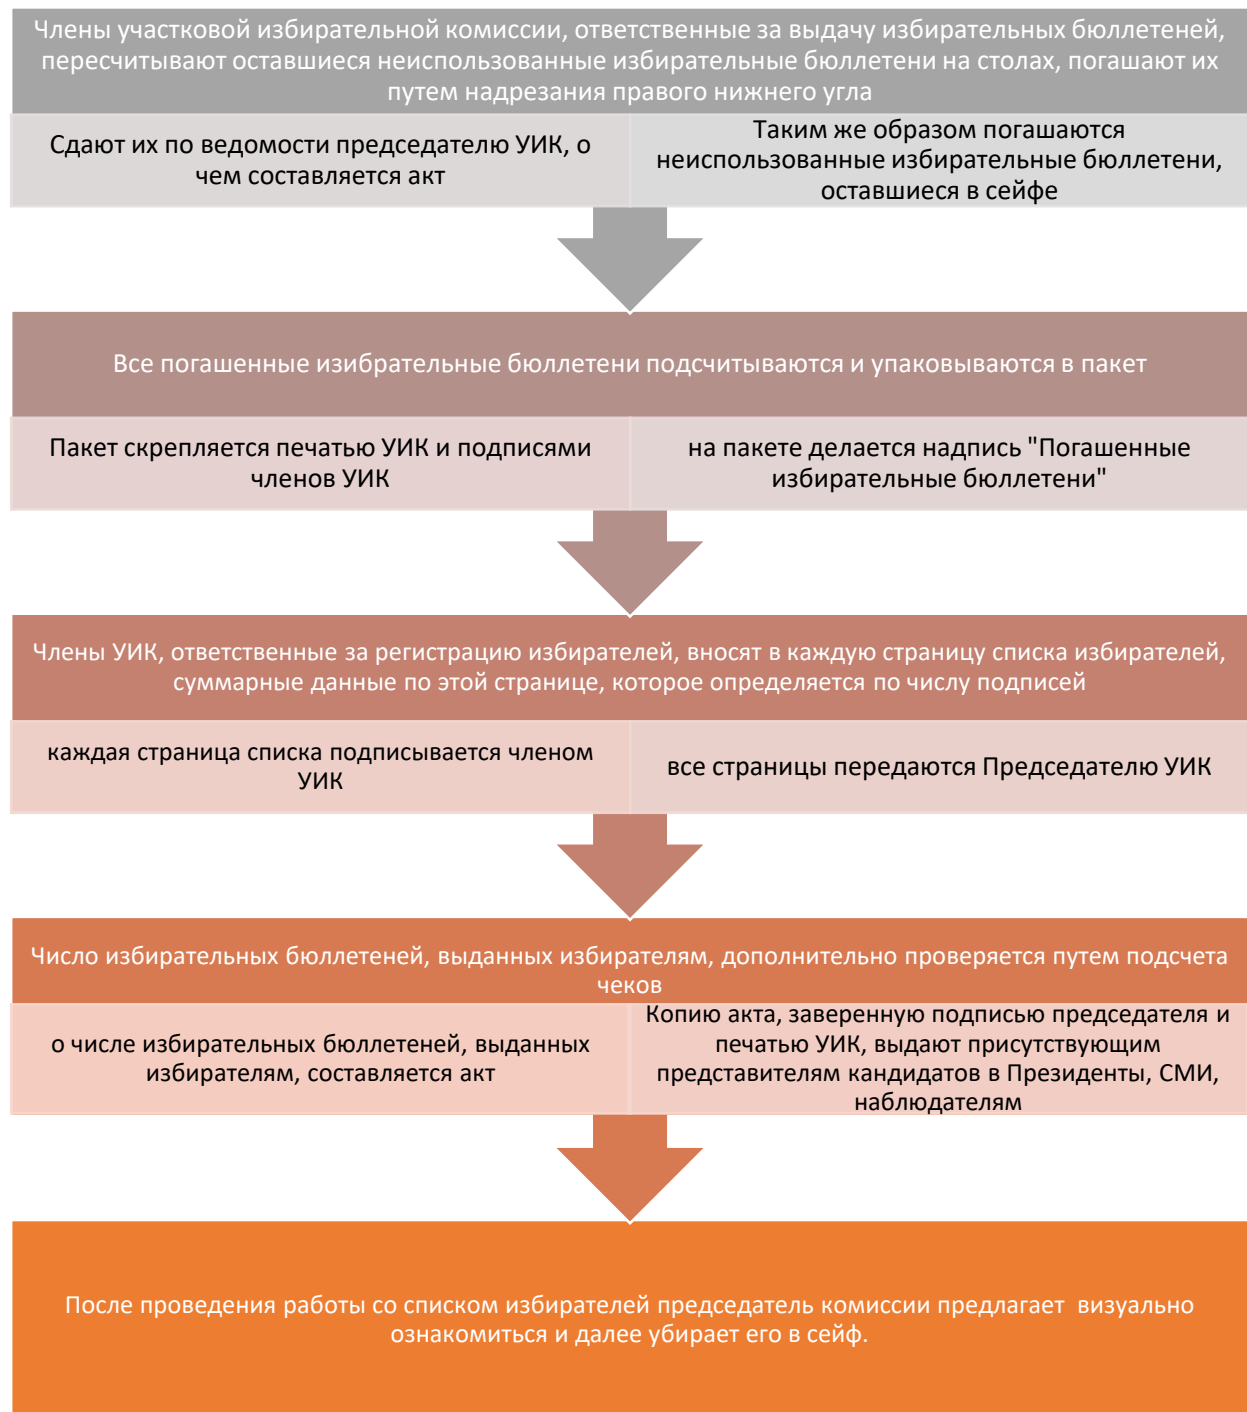 Члены участковой избирательной комиссии, ответственные за выдачу избирательных бюллетеней,
пересчитывают оставшиеся неиспользованные избирательные бюллетени на столах, погашают их
путем надрезания правого нижнего угла
Сдают их по ведомости председателю УИК, о
чем составляется акт
Таким же образом погашаются
неиспользованные избирательные бюллетени,
оставшиеся в сейфе
Все погашенные изибрательные бюллетени подсчитываются и упаковываются в пакет
Пакет скрепляется печатью УИК и подписями
членов УИК
на пакете делается надпись "Погашенные
избирательные бюллетени"
Члены УИК, ответственные за регистрацию избирателей, вносят в каждую страницу списка избирателей,
суммарные данные по этой странице, которое определяется по числу подписей
каждая страница списка подписывается членом
УИК
все страницы передаются Председателю УИК
Число избирательных бюллетеней, выданных избирателям, дополнительно проверяется путем подсчета
чеков
о числе избирательных бюллетеней, выданных
избирателям, составляется акт
Копию акта, заверенную подписью председателя и
печатью УИК, выдают присутствующим
представителям кандидатов в Президенты, СМИ,
наблюдателям
После проведения работы со списком избирателей председатель комиссии предлагает визуально
ознакомиться и далее убирает его в сейф.